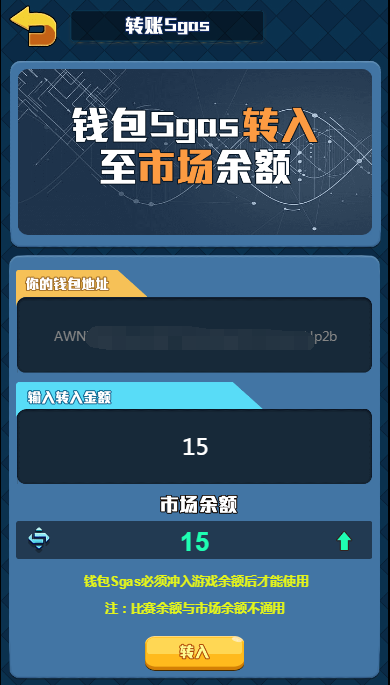 转账Sgas
钱包Sgas转入
至市场余额
你的钱包地址
输入转入金额
15
市场余额
15
钱包Sgas必须冲入游戏余额后才能使用
注：比赛余额与市场余额不通用
转入